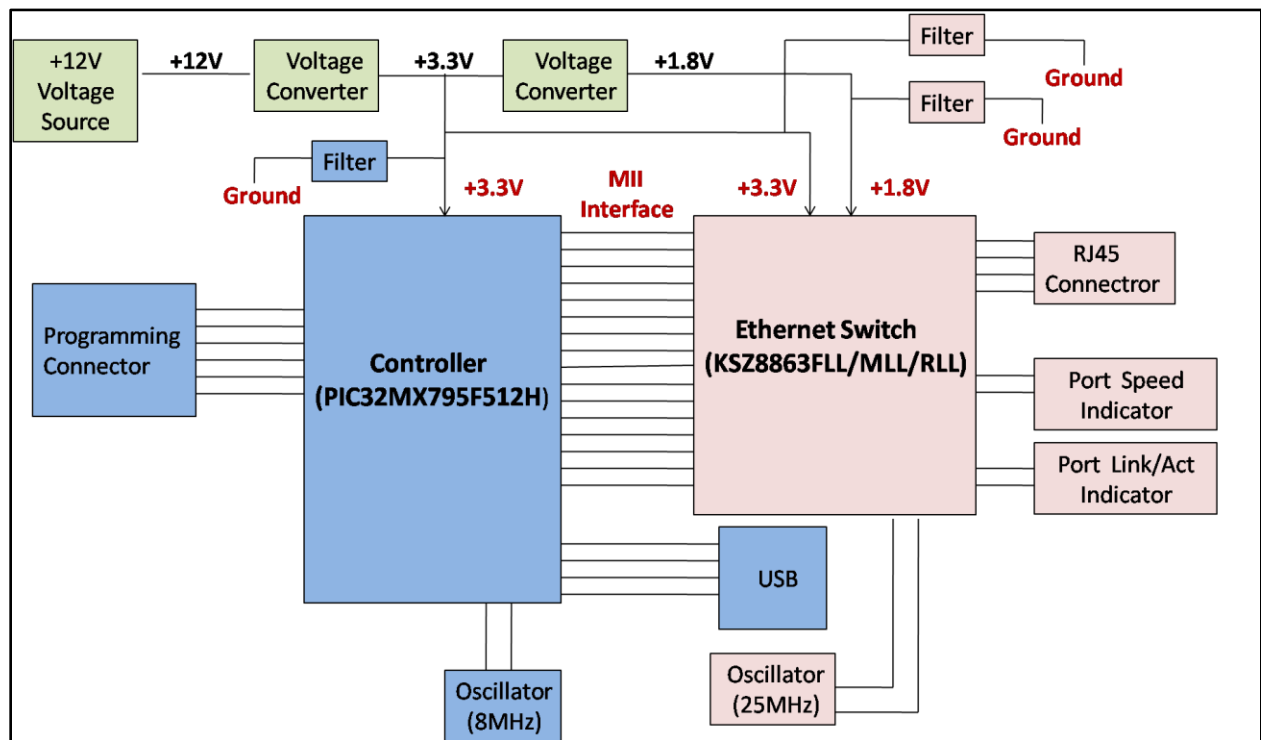 +12V
Voltage
Source
+12V
Voltage
Converter
+3.3V
Voltage
Converter
+1.8V
Filter
Ground
Filter
Ground
Filter
Ground
+3.3V
MII
Interface
+3.3V
+1.8V
Programming
Connector
Controller
(PIC32MX795F512H)
Ethernet Switch
(KSZ8863FLL/MLL/RLL)
RJ45
Connectror
Port Speed
Indicator
Port Link/Act
Indicator
USB
Oscillator
(8MHz)
Oscillator
(25MHz)